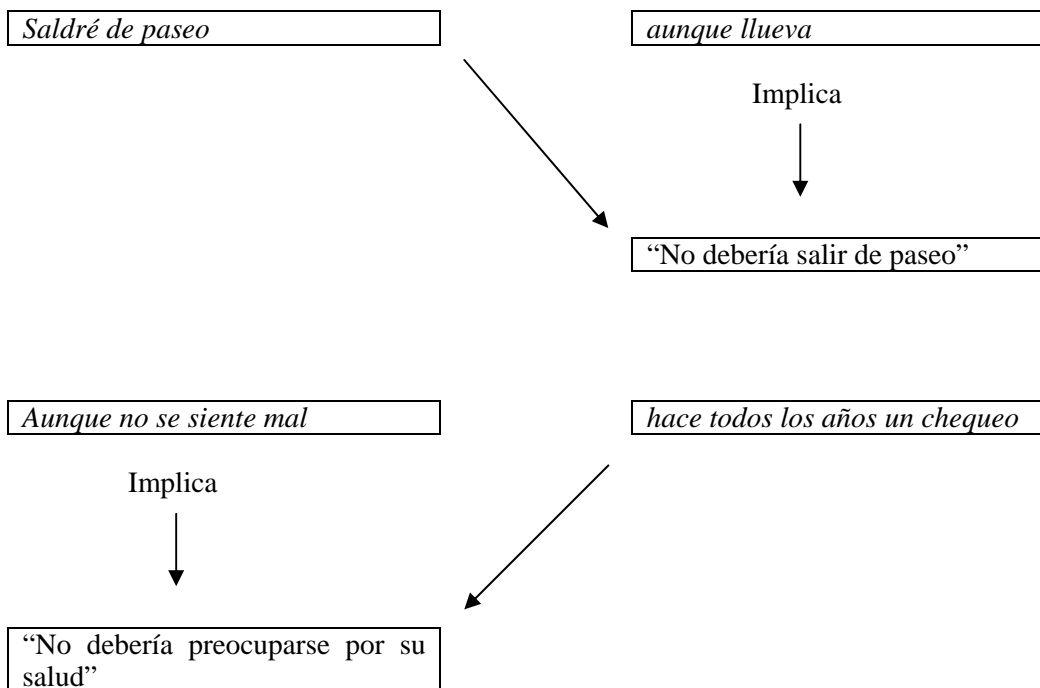 Saldré de paseo
aunque llueva
Implica
“No debería salir de paseo”
Aunque no se siente mal
hace todos los años un chequeo
Implica
“No debería preocuparse por su
salud”